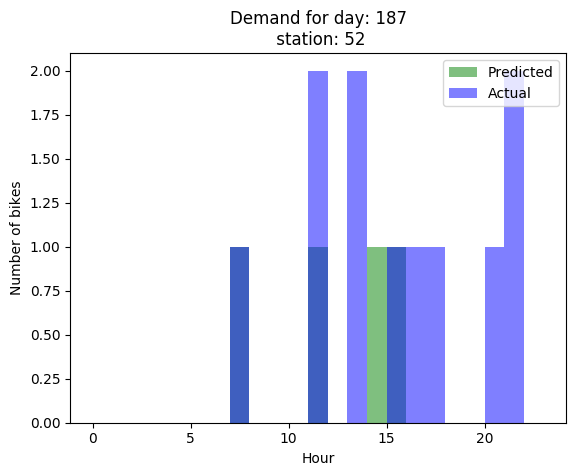 Demand for day: 187
station: 52
Predicted
Actual
Number of bikes
2.00
1.75
1.50
1.25
1.00
0.75
0.50
0.25
0.00
0 5 10 15 20
Hour